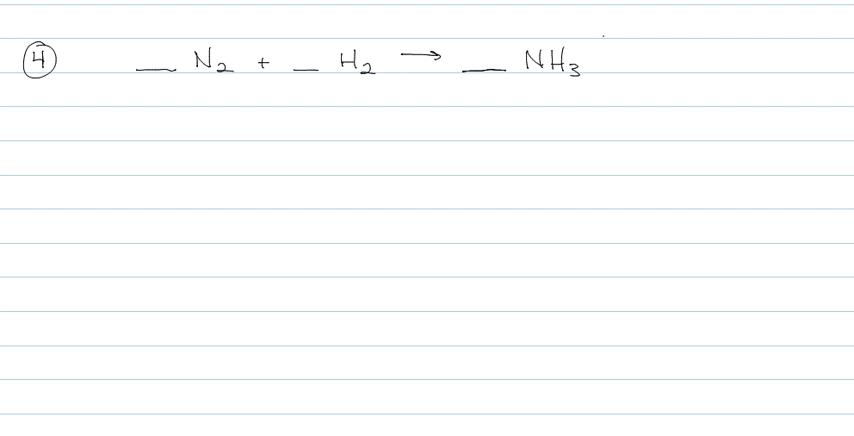 ④ __ N₂ + __ H₂ → __ NH₃